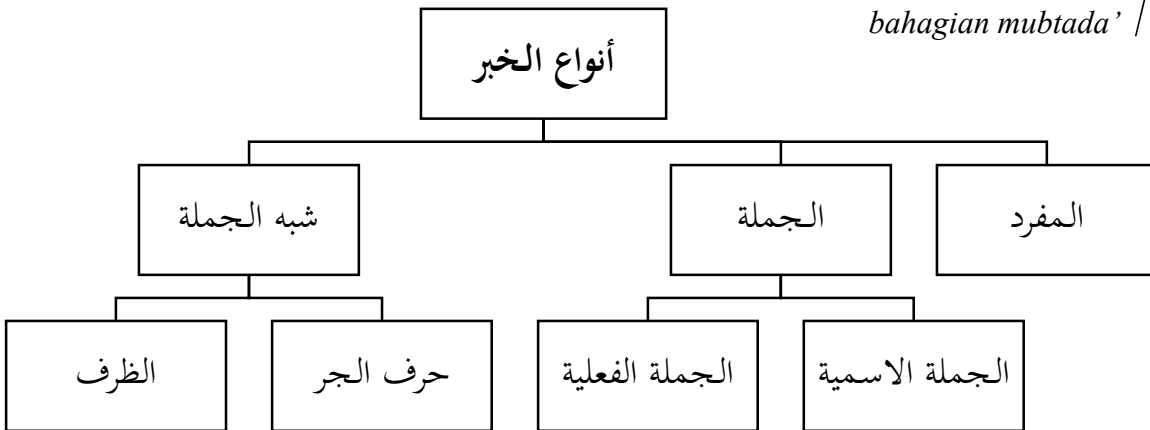 bahagian mubtada’ /
أنواع الخبر
المفرد
الجملة
شبه الجملة
الجملة الاسمية
الجملة الفعلية
حرف الجر
الظرف